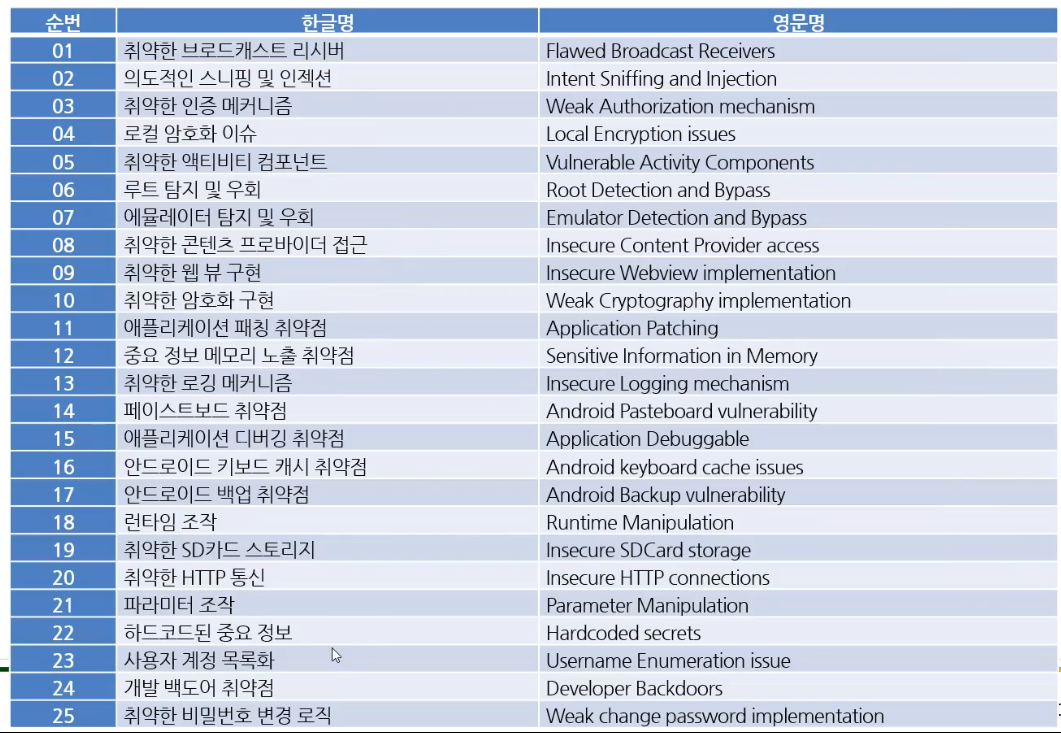 순번 한글명 영문명
01 취약한 브로드캐스트 리시버 Flawed Broadcast Receivers
02 의도적인 스니핑 및 인젝션 Intent Sniffing and Injection
03 취약한 인증 메커니즘 Weak Authorization mechanism
04 로컬 암호화 이슈 Local Encryption issues
05 취약한 액티비티 컴포넌트 Vulnerable Activity Components
06 루트 탐지 및 우회 Root Detection and Bypass
07 에뮬레이터 탐지 및 우회 Emulator Detection and Bypass
08 취약한 콘텐츠 프로바이더 접근 Insecure Content Provider access
09 취약한 웹 뷰 구현 Insecure Webview implementation
10 취약한 암호화 구현 Weak Cryptography implementation
11 애플리케이션 패칭 취약점 Application Patching
12 중요 정보 메모리 노출 취약점 Sensitive Information in Memory
13 취약한 로깅 메커니즘 Insecure Logging mechanism
14 페이스트보드 취약점 Android Pasteboard vulnerability
15 애플리케이션 디버깅 취약점 Application Debuggable
16 안드로이드 키보드 캐시 취약점 Android keyboard cache issues
17 안드로이드 백업 취약점 Android Backup vulnerability
18 런타임 조작 Runtime Manipulation
19 취약한 SD카드 스토리지 Insecure SDCard storage
20 취약한 HTTP 통신 Insecure HTTP connections
21 파라미터 조작 Parameter Manipulation
22 하드코드된 중요 정보 Hardcoded secrets
23 사용자 계정 목록화 Username Enumeration issue
24 개발 백도어 취약점 Developer Backdoors
25 취약한 비밀번호 변경 로직 Weak change password implementation